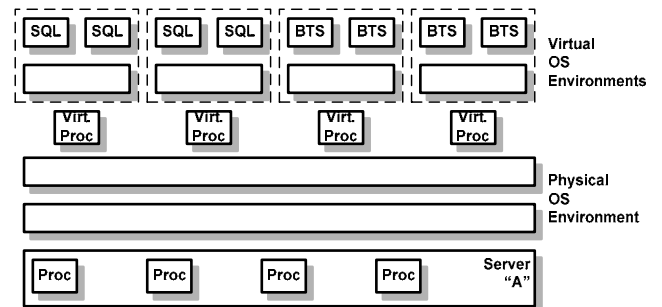 SQL SQL SQL SQL BTS BTS BTS BTS
Virtual
OS
Environments
Virt. Virt. Virt. Virt.
Proc Proc Proc Proc
Physical
OS
Environment
Server
“A”
Proc Proc Proc Proc